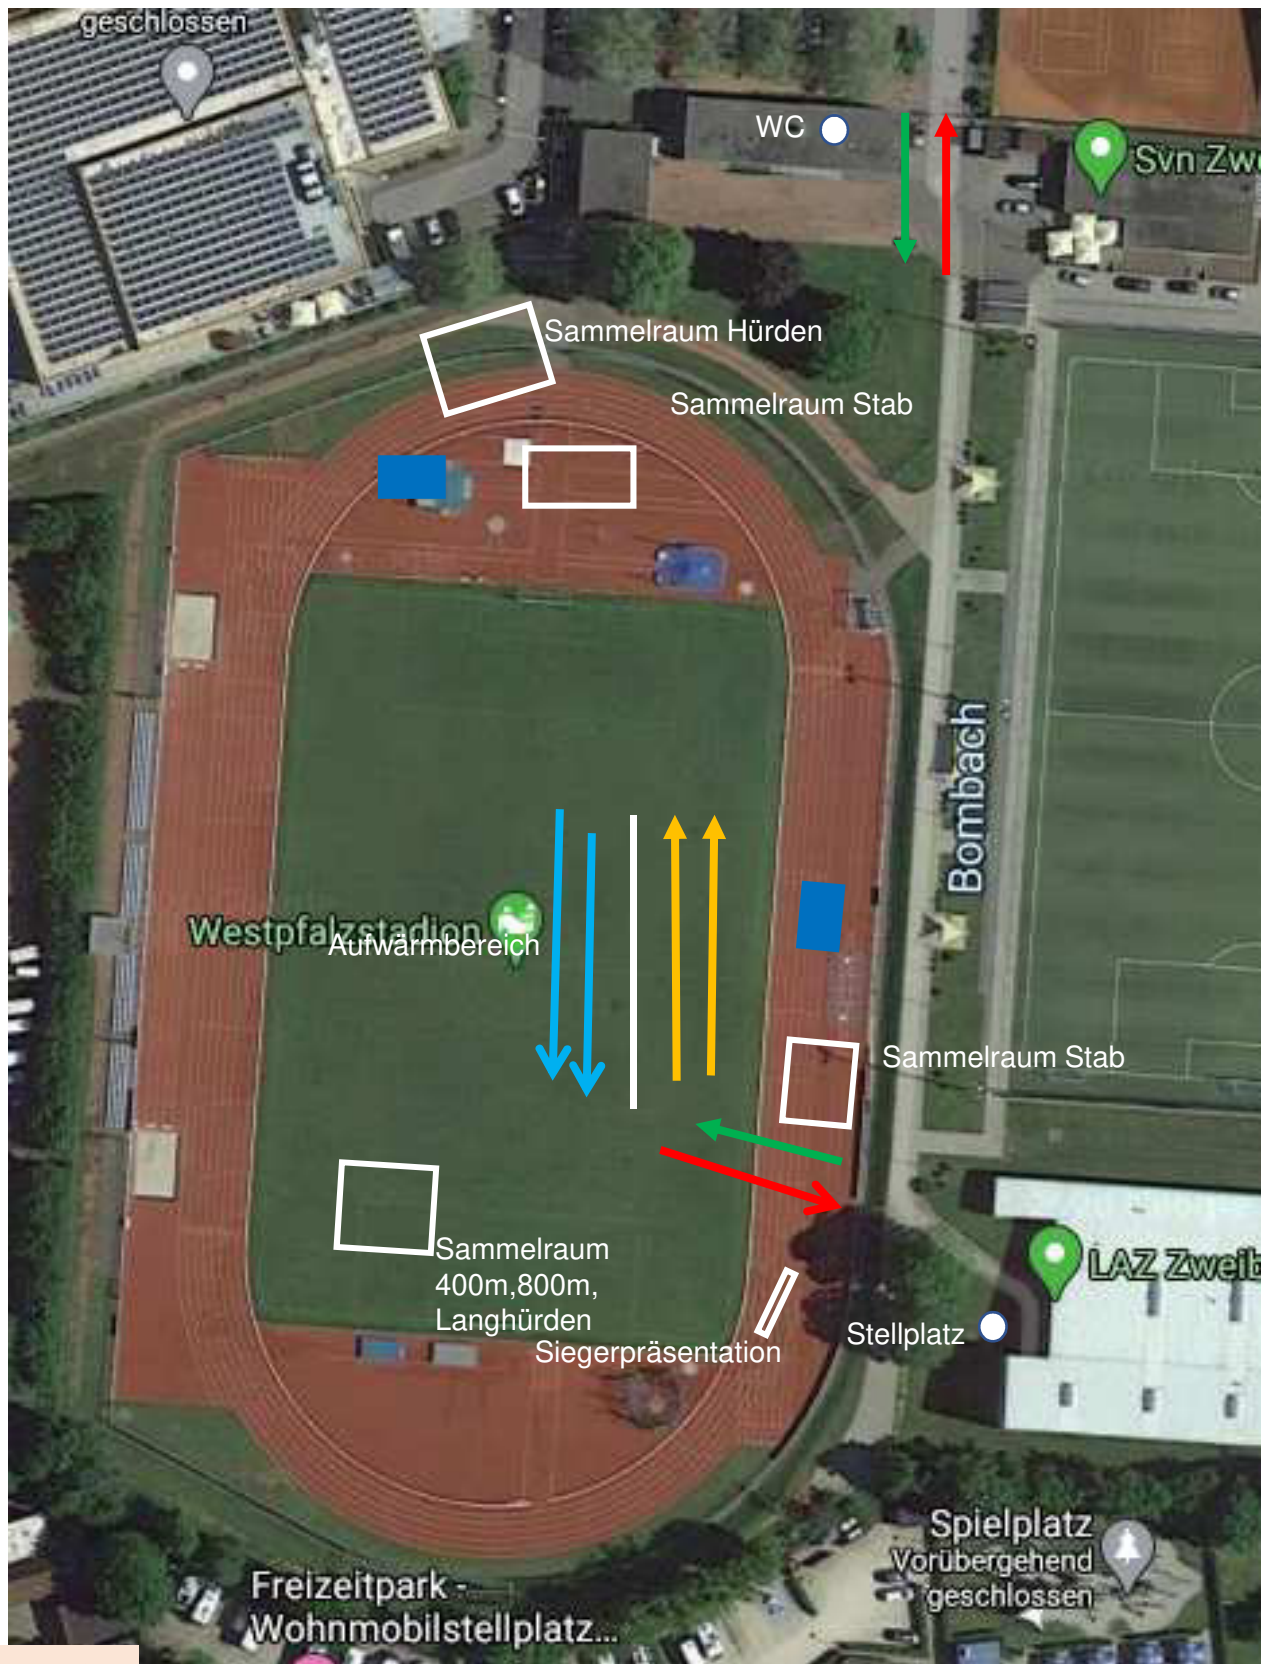 geschlossen
WC
Svn Zwe
Sammelraum Hürden
Sammelraum Stab
Bombach
Westpfalzstadion
Aufwärmbereich
Sammelraum Stab
Sammelraum
400m,800m,
Langhürden
LAZ Zweib
Stellplatz
Siegerpräsentation
Spielplatz
Vorübergehend
geschlossen
Freizeitpark -
Wohnmobilstellplatz...